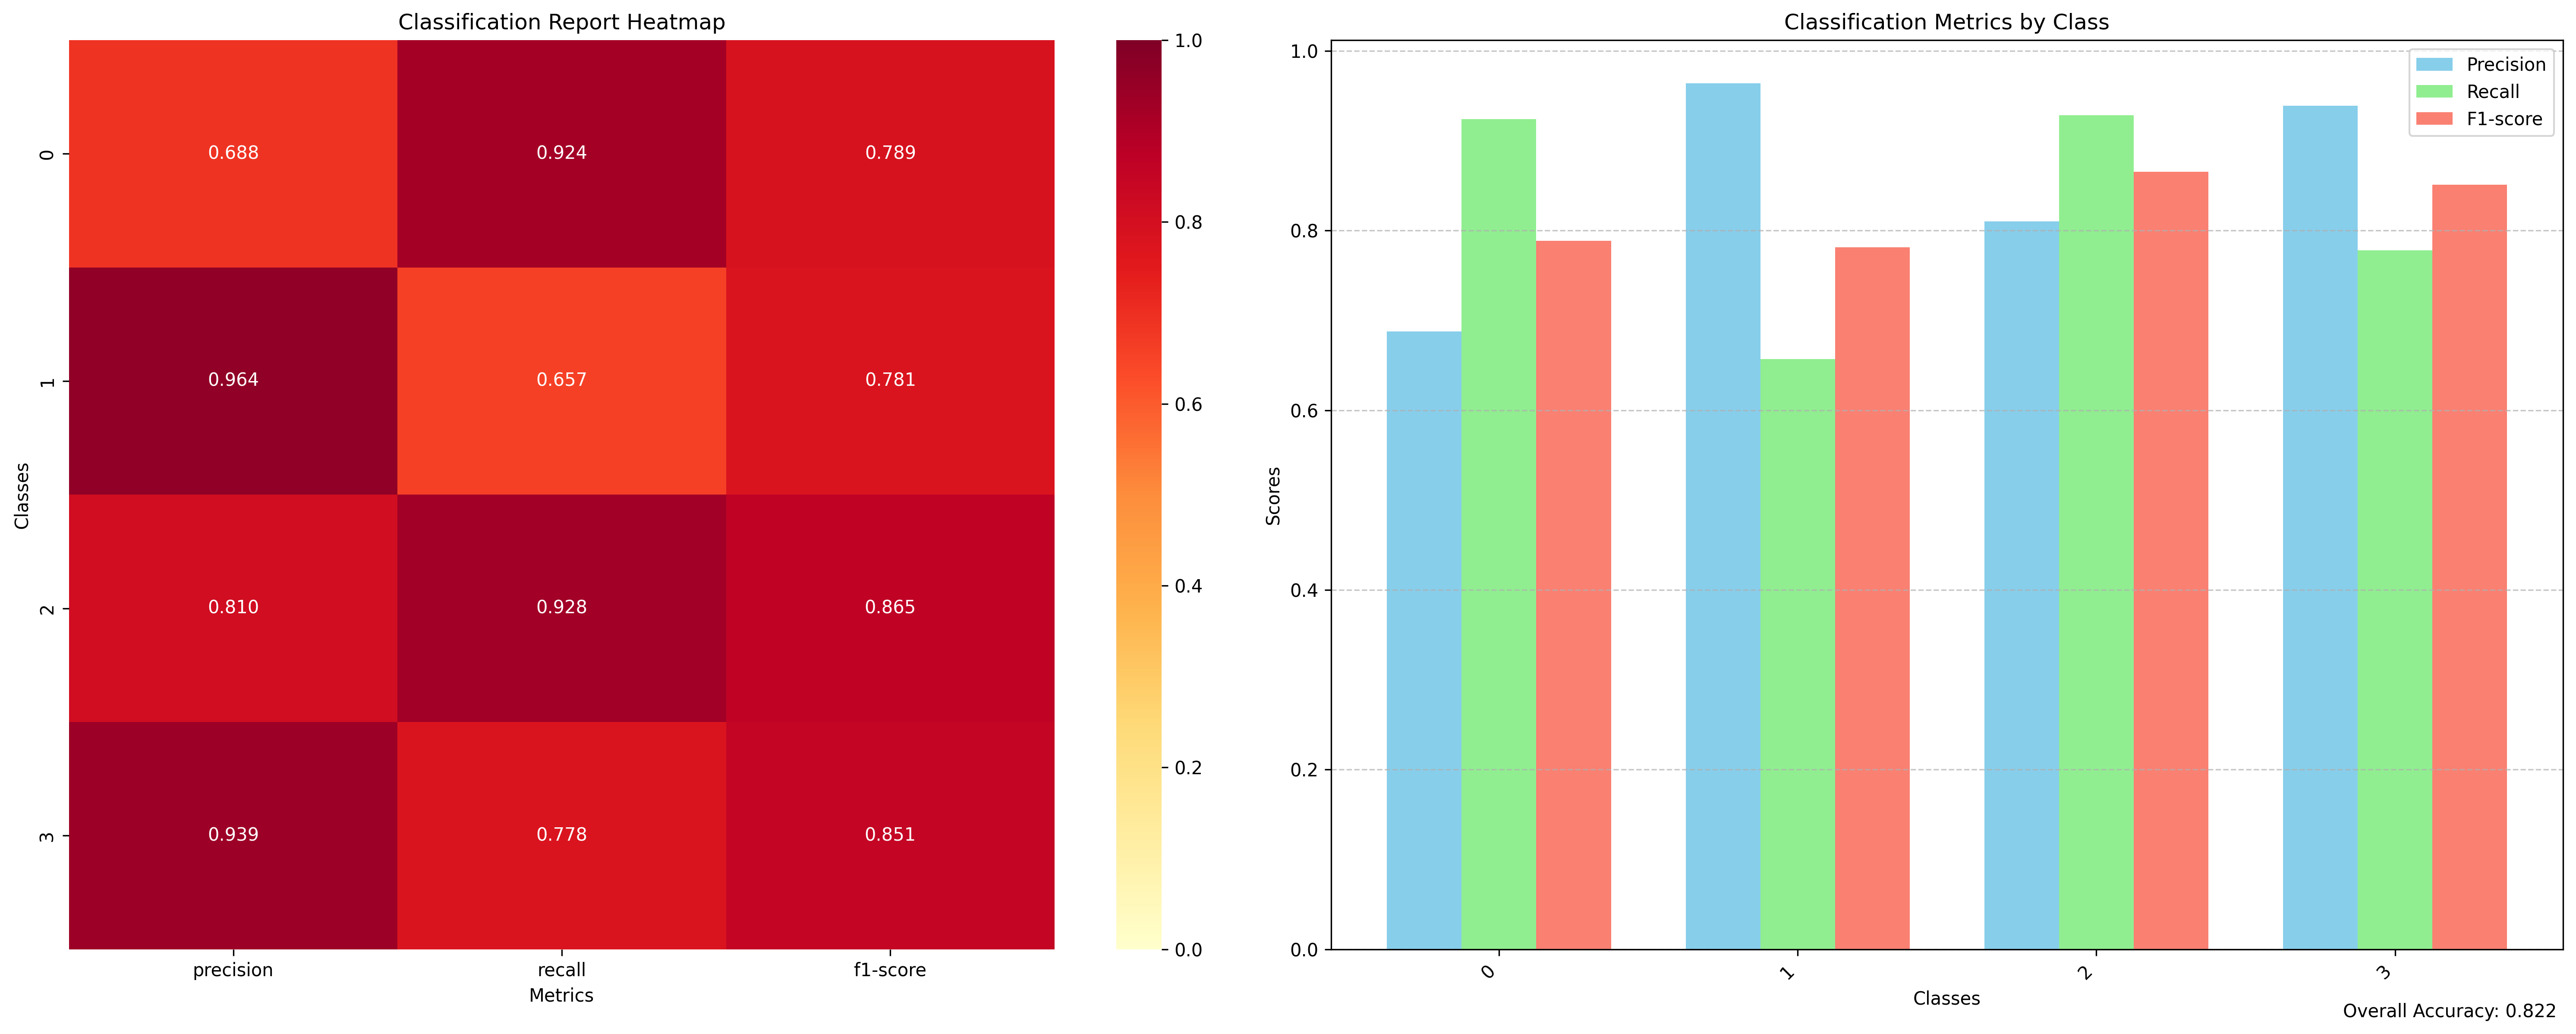 Classification Report Heatmap
Classes
0
1
2
3
0.688 0.924 0.789
0.964 0.657 0.781
0.810 0.928 0.865
0.939 0.778 0.851
precision recall f1-score
Metrics
1.0
0.8
0.6
0.4
0.2
0.0
Classification Metrics by Class
Scores
1.0
0.8
0.6
0.4
0.2
0.0
Precision
Recall
F1-score
0 1 2 3
Classes
Overall Accuracy: 0.822